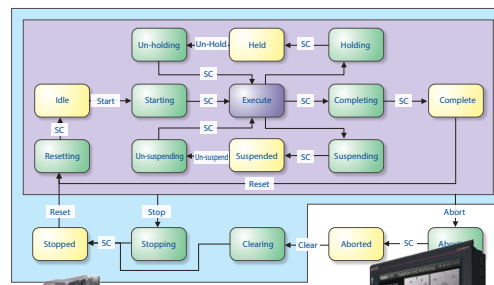 Un-holding
Un-Hold
Held
SC
Holding
SC
Idle
Start
Starting
SC
Execute
SC
Completing
SC
Complete
SC
SC
Resetting
Un-suspending
Un-suspend
Suspended
SC
Suspending
Reset
Reset
Stop
Abort
Stopped
SC
Stopping
Clearing
Clear
Aborted
SC